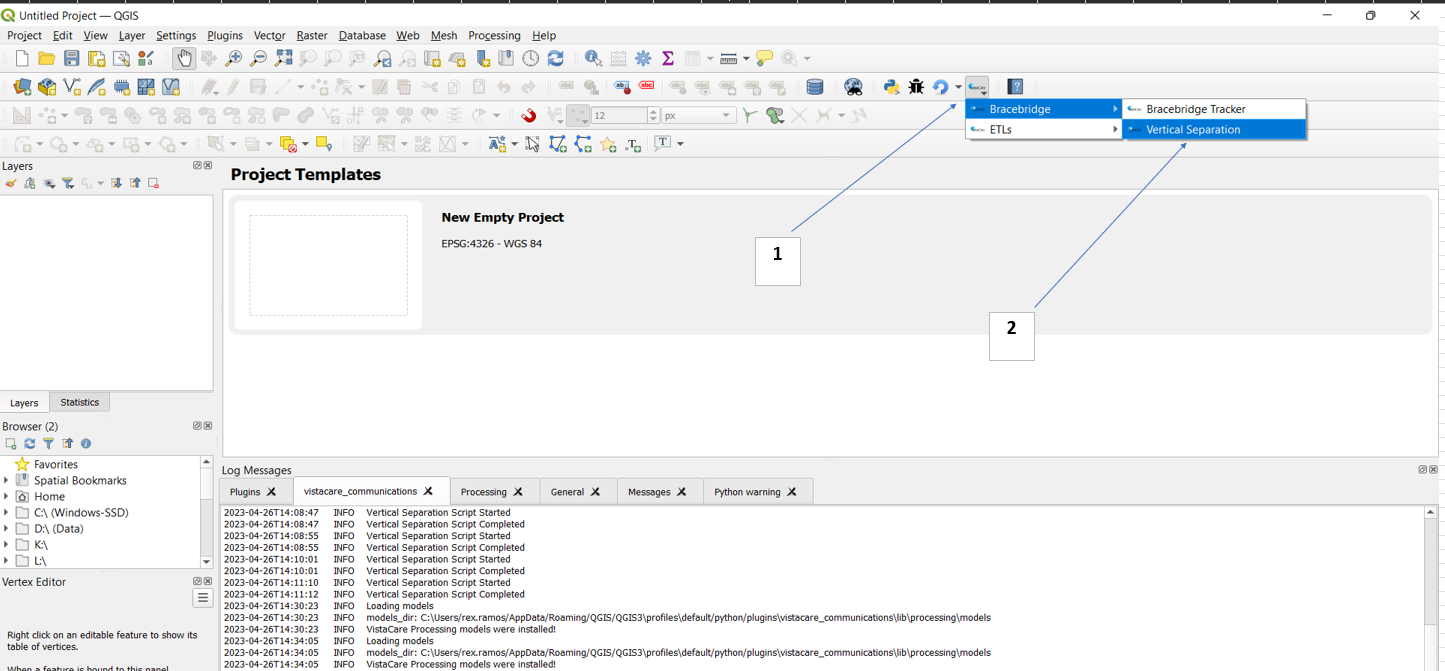 Untitled Project — QGIS
Project Edit View Layer Settings Plugins Vector Raster Database Web Mesh Processing Help
abc abc
12 px
Bracebridge
ETLs
Bracebridge Tracker
Vertical Separation
Layers
Project Templates
New Empty Project
EPSG:4326 - WGS 84
1
2
Layers Statistics
Browser (2)
Favorites
Spatial Bookmarks
Home
C:\ (Windows-SSD)
D:\ (Data)
K:\
L:\
Vertex Editor
Right click on an editable feature to show its
table of vertices.
When a feature is bound to this panel,
Log Messages
Plugins vistacare_communications Processing General Messages Python warning
2023-04-26T14:08:47 INFO Vertical Separation Script Started
2023-04-26T14:08:47 INFO Vertical Separation Script Completed
2023-04-26T14:08:55 INFO Vertical Separation Script Started
2023-04-26T14:08:55 INFO Vertical Separation Script Completed
2023-04-26T14:10:01 INFO Vertical Separation Script Started
2023-04-26T14:10:01 INFO Vertical Separation Script Completed
2023-04-26T14:11:10 INFO Vertical Separation Script Started
2023-04-26T14:11:12 INFO Vertical Separation Script Completed
2023-04-26T14:30:23 INFO Loading models
2023-04-26T14:30:23 INFO models_dir: C:\Users/rex.ramos/AppData/Roaming/QGIS/QGIS3\profiles\default/python/plugins\vistacare_communications\lib\processing\models
2023-04-26T14:30:23 INFO VistaCare Processing models were installed!
2023-04-26T14:34:05 INFO Loading models
2023-04-26T14:34:05 INFO models_dir: C:\Users/rex.ramos/AppData/Roaming/QGIS/QGIS3\profiles\default/python/plugins\vistacare_communications\lib\processing\models
2023-04-26T14:34:05 INFO VistaCare Processing models were installed!